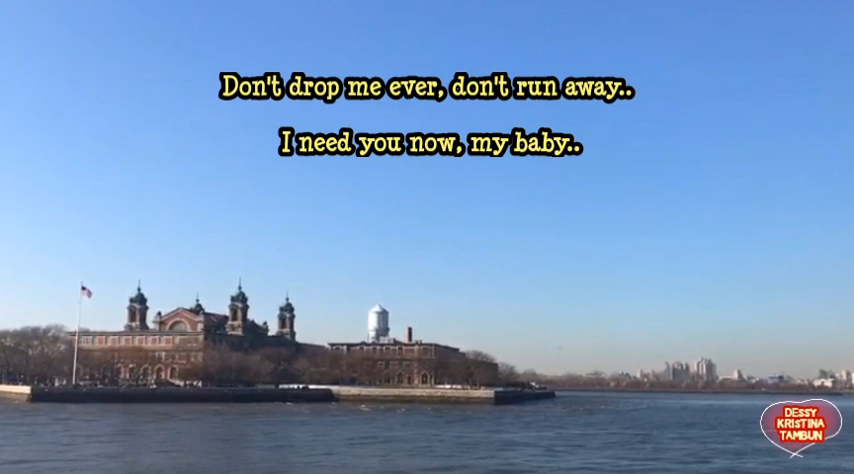 Don't drop me ever, don't run away..
I need you now, my baby..
DESSY
KRISTINA
TAMBUN